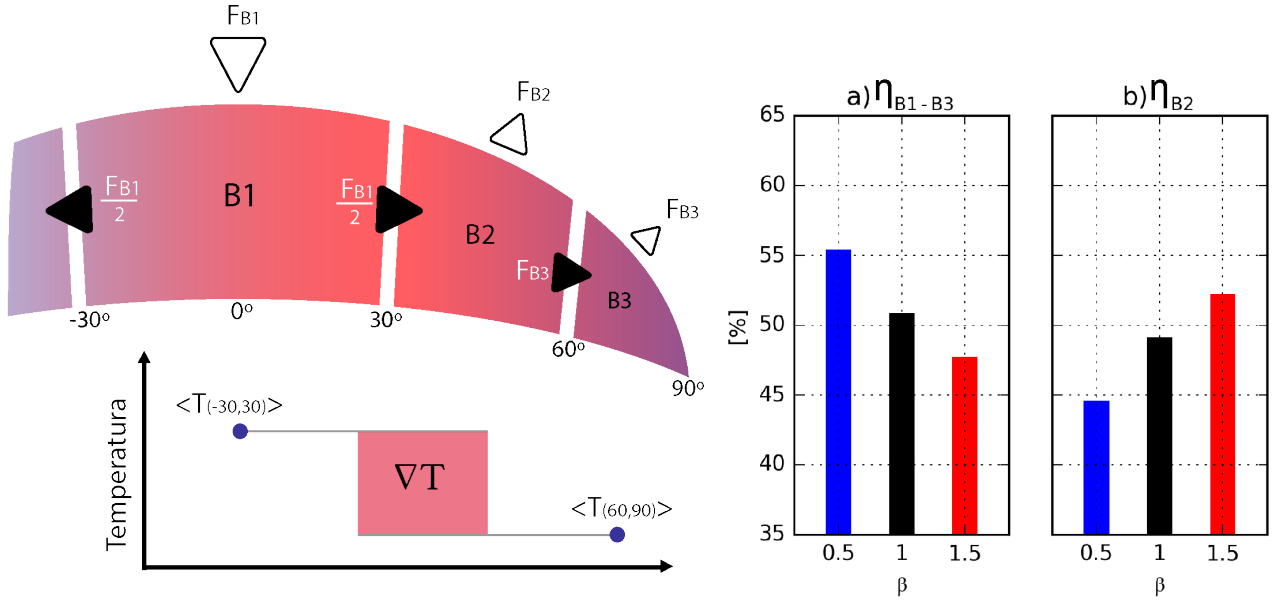 FB1
FB2
FB3
FB1
2
B1
FB1
2
B2
FB3
B3
-30º
0º
30º
60º
90º
Temperatura
<T(-30,30)>
∇T
<T(60,90)>
a) ηB1 - B3
[%]
65
60
55
50
45
40
35
0.5 1 1.5
β
b) ηB2
0.5 1 1.5
β